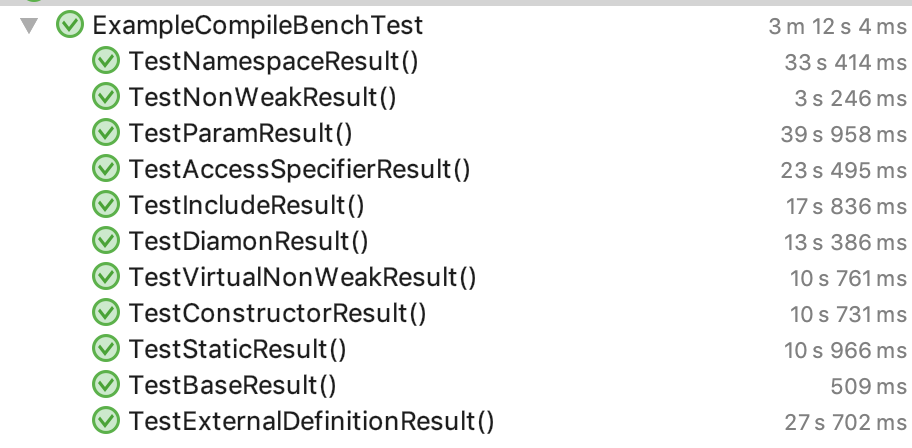 ExampleCompileBenchTest 3 m 12 s 4 ms
TestNamespaceResult() 33 s 414 ms
TestNonWeakResult() 3 s 246 ms
TestParamResult() 39 s 958 ms
TestAccessSpecifierResult() 23 s 495 ms
TestIncludeResult() 17 s 836 ms
TestDiamonResult() 13 s 386 ms
TestVirtualNonWeakResult() 10 s 761 ms
TestConstructorResult() 10 s 731 ms
TestStaticResult() 10 s 966 ms
TestBaseResult() 509 ms
TestExternalDefinitionResult() 27 s 702 ms